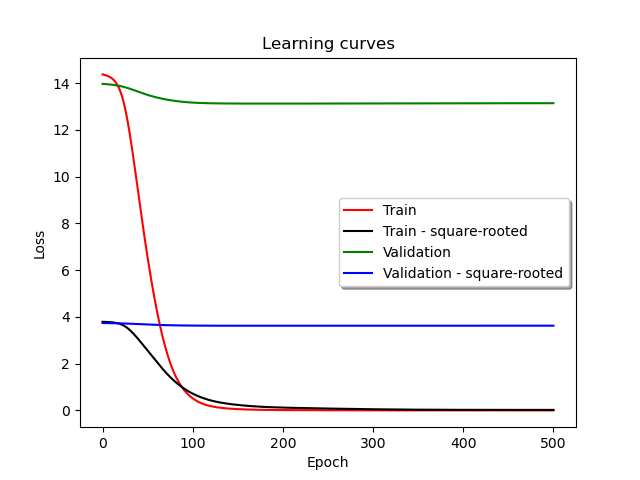 Learning curves
14
12
10
8
6
4
2
0
Loss
Train
Train - square-rooted
Validation
Validation - square-rooted
0 100 200 300 400 500
Epoch